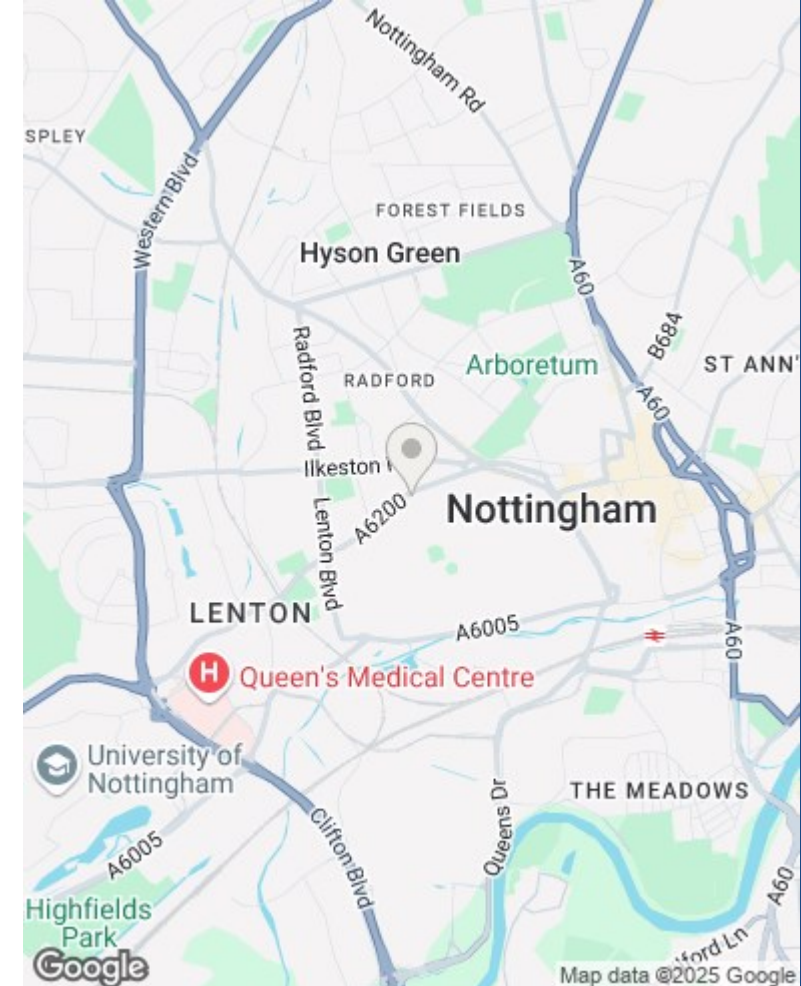 Nottingham Rd
SPLEY
Western Blvd
FOREST FIELDS
Hyson Green
A60
B684
Radford Blvd
RADFORD
Arboretum
ST ANN'
A60
Ilkeston
A6200
Nottingham
Lenton Blvd
LENTON
A6005
A60
H
Queen's Medical Centre
University of
Nottingham
THE MEADOWS
Queens Dr
Clifton Blvd
A6005
A60
Highfields
Park
lford Ln
Google
Map data ©2025 Google